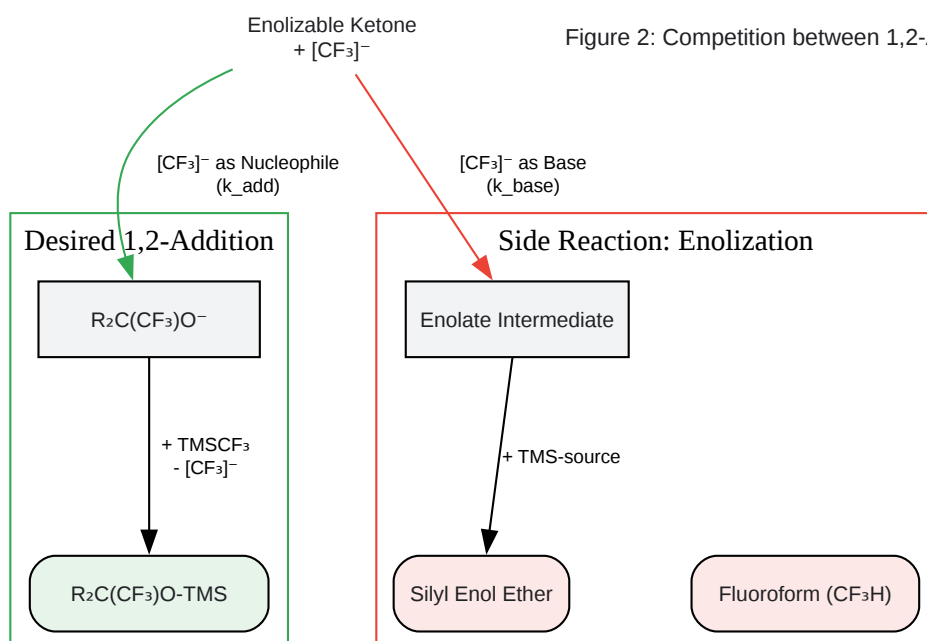 Enolizable Ketone
+ [CF₃]⁻
Figure 2: Competition between 1,2-
[CF₃]⁻ as Nucleophile
(k_add)
[CF₃]⁻ as Base
(k_base)
Desired 1,2-Addition
Side Reaction: Enolization
R₂C(CF₃)O⁻
Enolate Intermediate
+ TMSCF₃
- [CF₃]⁻
+ TMS-source
R₂C(CF₃)O-TMS
Silyl Enol Ether
Fluoroform (CF₃H)